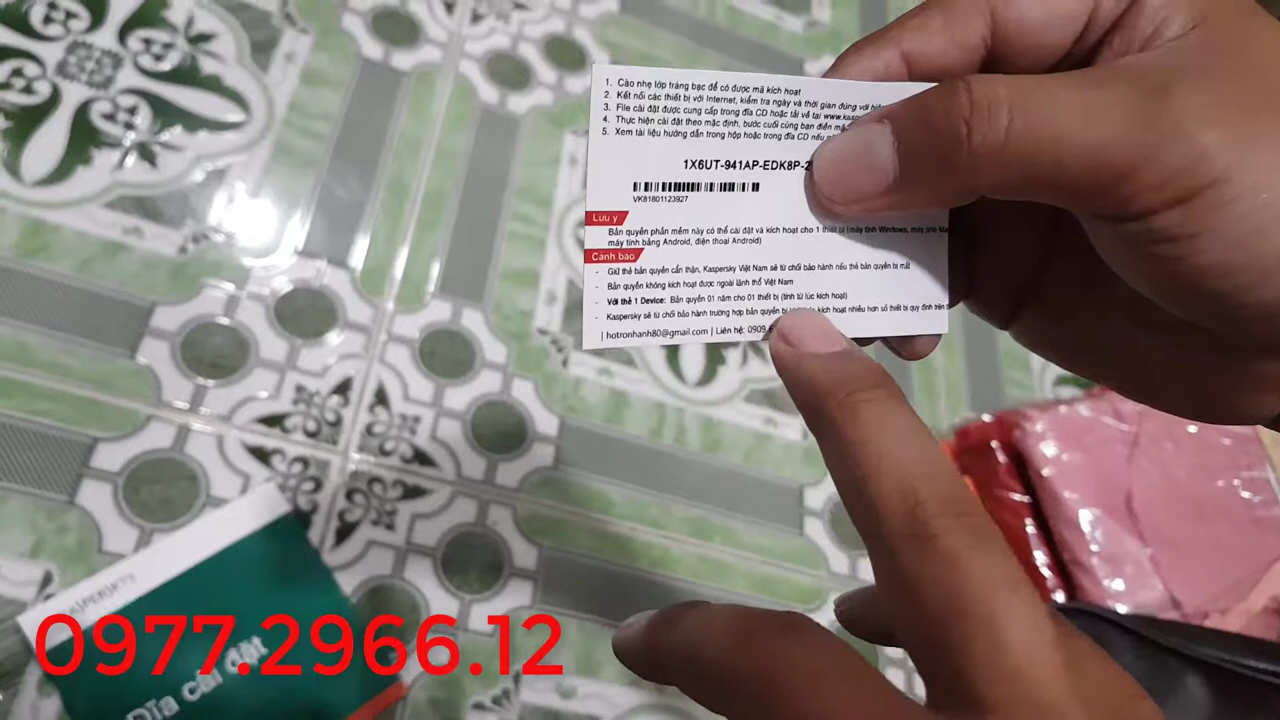 1. Cào nhẹ lớp tráng bạc để có được mã kích hoạt
2. Kết nối các thiết bị với Internet, kiểm tra ngày và thời gian đúng với
3. File cài đặt được cung cấp trong đĩa CD hoặc tải về tại www.kas
4. Thực hiện cài đặt theo mặc định, bước cuối cùng bạn điền
5. Xem tài liệu hướng dẫn trong hộp hoặc trong đĩa CD nếu
1X6UT-941AP-EDK8P-2
VK81801123927
Lưu ý
Bản quyền phần mềm này có thể cài đặt và kích hoạt cho 1 thiết bị (máy tính Windows, máy tính
máy tính bảng Android, điện thoại Android)
Cảnh báo
- Giữ thẻ bản quyền cẩn thận, Kaspersky Việt Nam sẽ từ chối bảo hành nếu thẻ bản quyền bị mất
- Bản quyền không kích hoạt được ngoài lãnh thổ Việt Nam
- Với thẻ 1 Device: Bản quyền 01 năm cho 01 thiết bị (tính từ lúc kích hoạt)
- Kaspersky sẽ từ chối bảo hành trường hợp bản quyền bị kích hoạt nhiều hơn số thiết bị quy định trên
| hotronhanh80@gmail.com | Liên hệ: 0909
0977.2966.12
Đĩa cài đặt